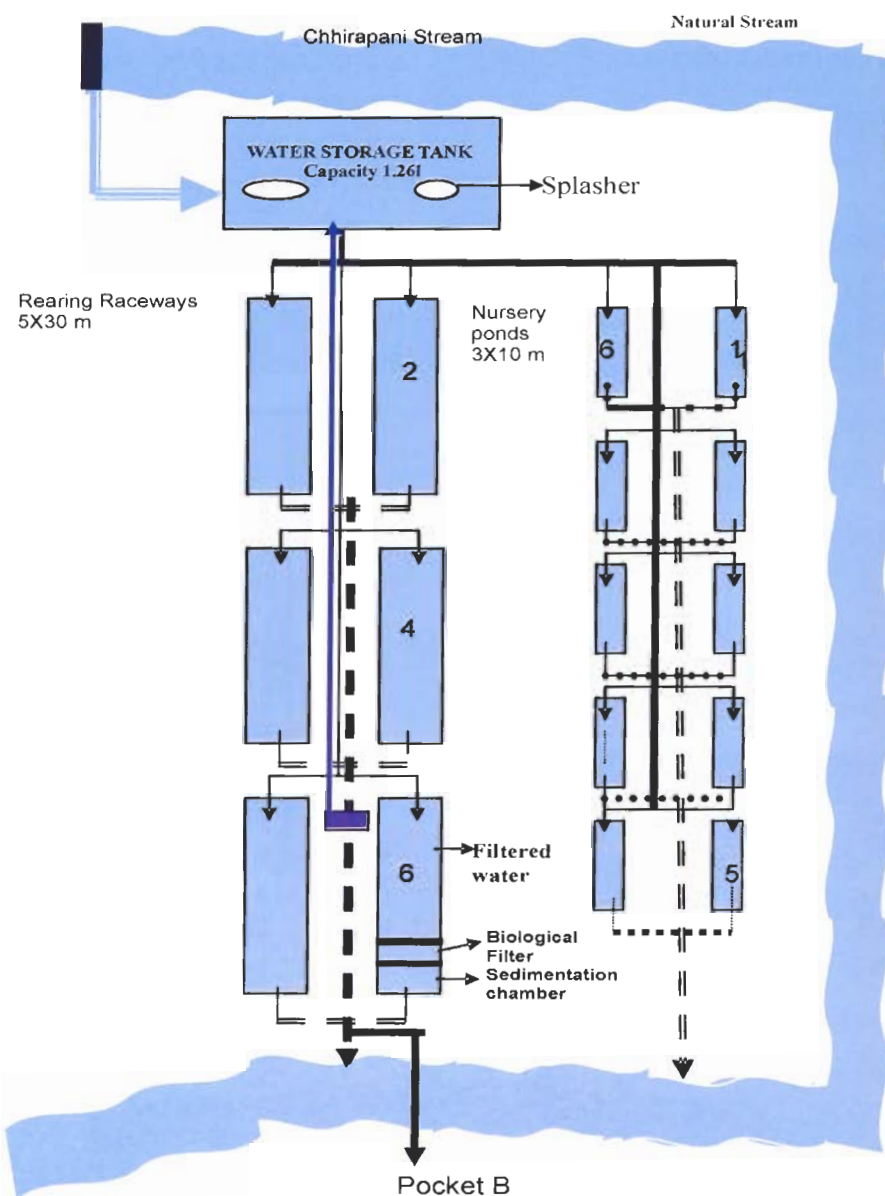 Natural Stream
Chhirapani Stream
WATER STORAGE TANK
Capacity 1.26l
Splasher
Rearing Raceways
5X30 m
Nursery
ponds
3X10 m
2
6
1
4
6
Filtered
water
5
Biological
Filter
Sedimentation
chamber
Pocket B